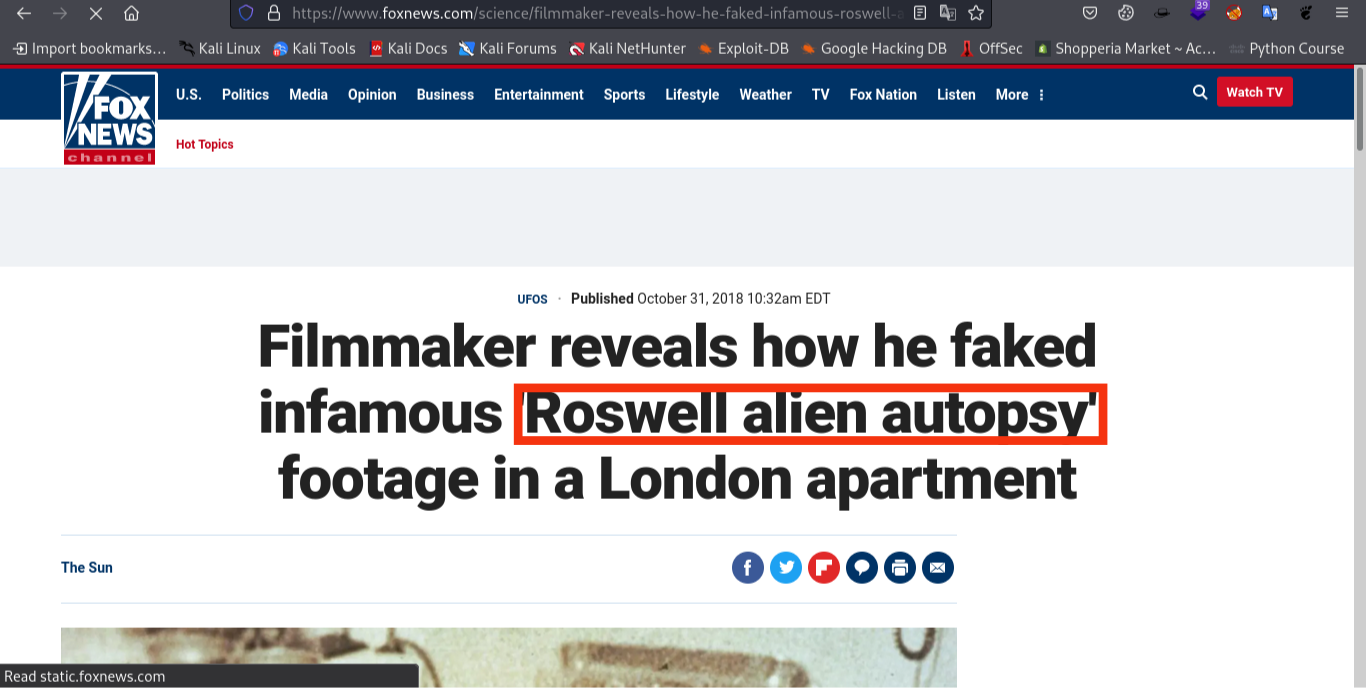 https://www.foxnews.com/science/filmmaker-reveals-how-he-faked-infamous-roswell-a
39
Import bookmarks... Kali Linux Kali Tools Kali Docs Kali Forums Kali NetHunter Exploit-DB Google Hacking DB OffSec Shopperia Market ~ Ac... Python Course
FOX
NEWS
channel
U.S. Politics Media Opinion Business Entertainment Sports Lifestyle Weather TV Fox Nation Listen More Watch TV
Hot Topics
UFOS · Published October 31, 2018 10:32am EDT
Filmmaker reveals how he faked
infamous 'Roswell alien autopsy'
footage in a London apartment
The Sun
Read static.foxnews.com